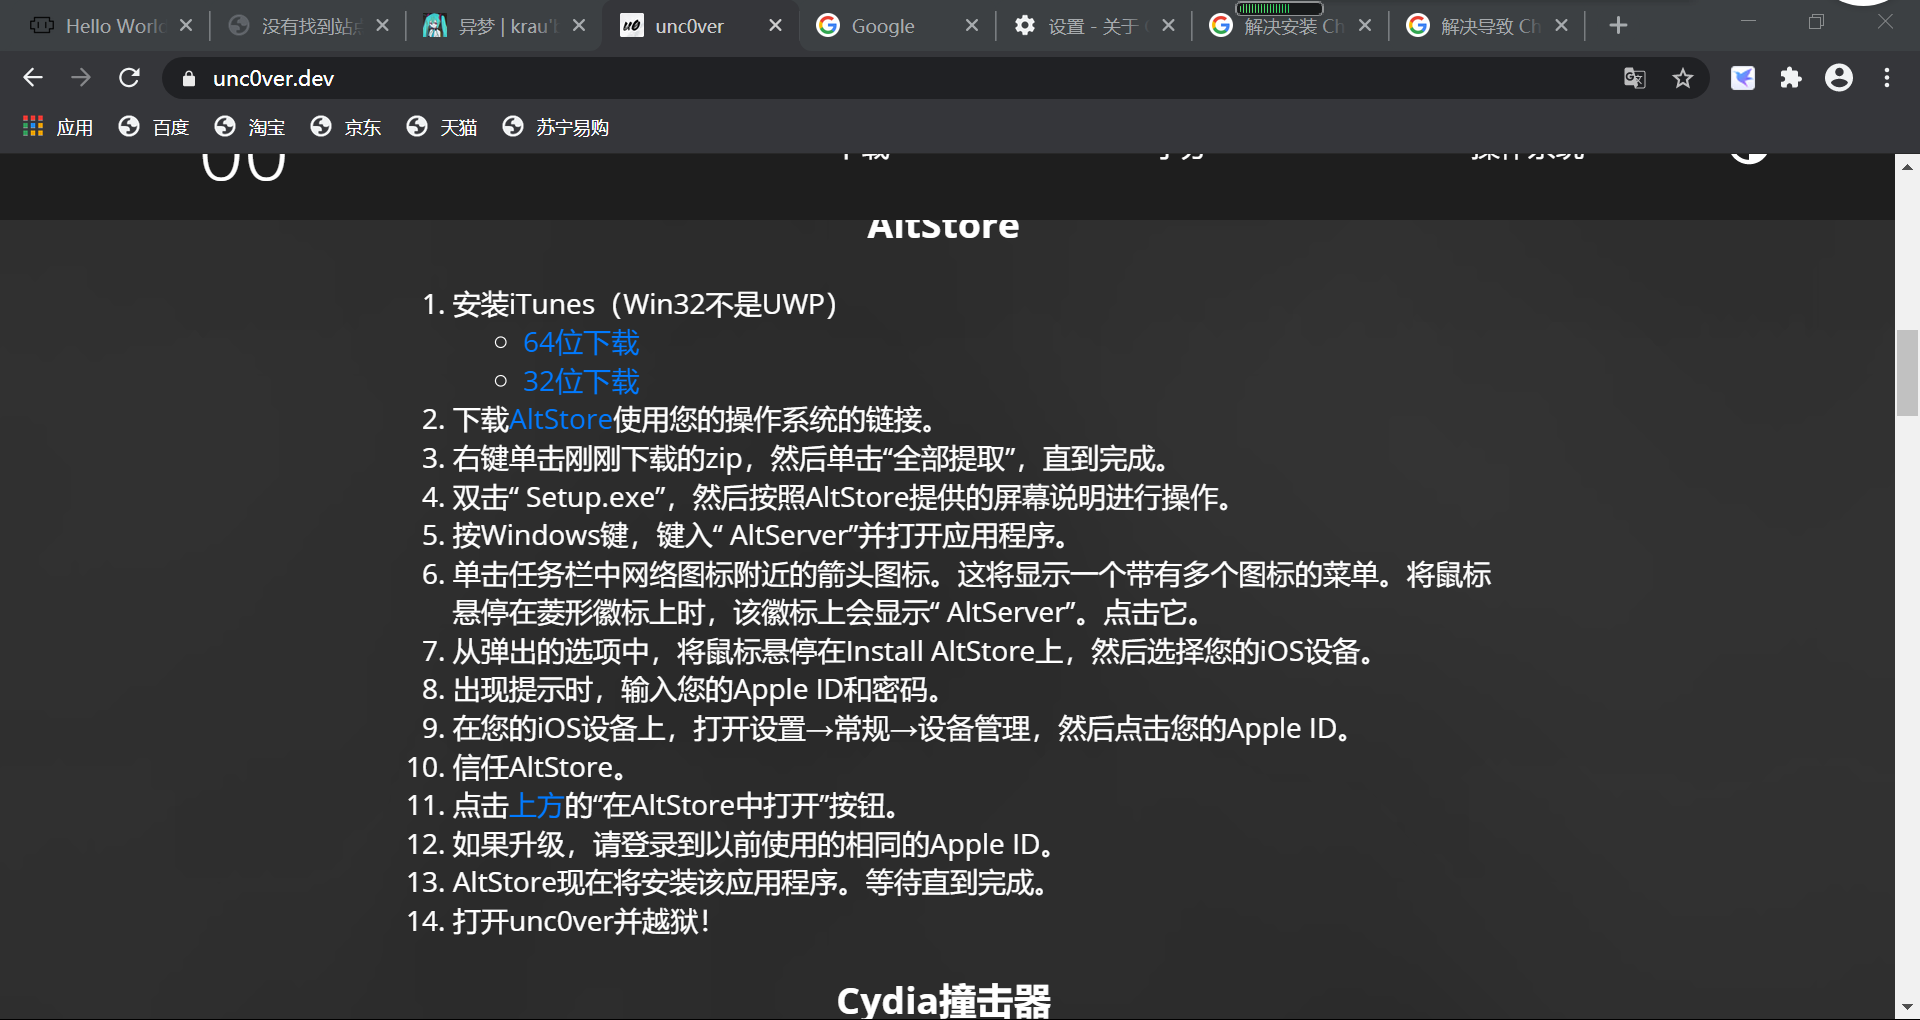 Hello World
没有找到站点
异梦 | krau'
unc0ver
Google
设置 - 关于
解决安装 Ch
解决导致 Ch
unc0ver.dev
应用
百度
淘宝
京东
天猫
苏宁易购
下载
操作系统
AltStore
1. 安装iTunes（Win32不是UWP）
64位下载
32位下载
2. 下载AltStore使用您的操作系统的链接。
3. 右键单击刚刚下载的zip，然后单击“全部提取”，直到完成。
4. 双击“ Setup.exe”，然后按照AltStore提供的屏幕说明进行操作。
5. 按Windows键，键入“ AltServer”并打开应用程序。
6. 单击任务栏中网络图标附近的箭头图标。这将显示一个带有多个图标的菜单。将鼠标
悬停在菱形徽标上时，该徽标上会显示“ AltServer”。点击它。
7. 从弹出的选项中，将鼠标悬停在Install AltStore上，然后选择您的iOS设备。
8. 出现提示时，输入您的Apple ID和密码。
9. 在您的iOS设备上，打开设置→常规→设备管理，然后点击您的Apple ID。
10. 信任AltStore。
11. 点击上方的“在AltStore中打开”按钮。
12. 如果升级，请登录到以前使用的相同的Apple ID。
13. AltStore现在将安装该应用程序。等待直到完成。
14. 打开unc0ver并越狱！
Cydia撞击器